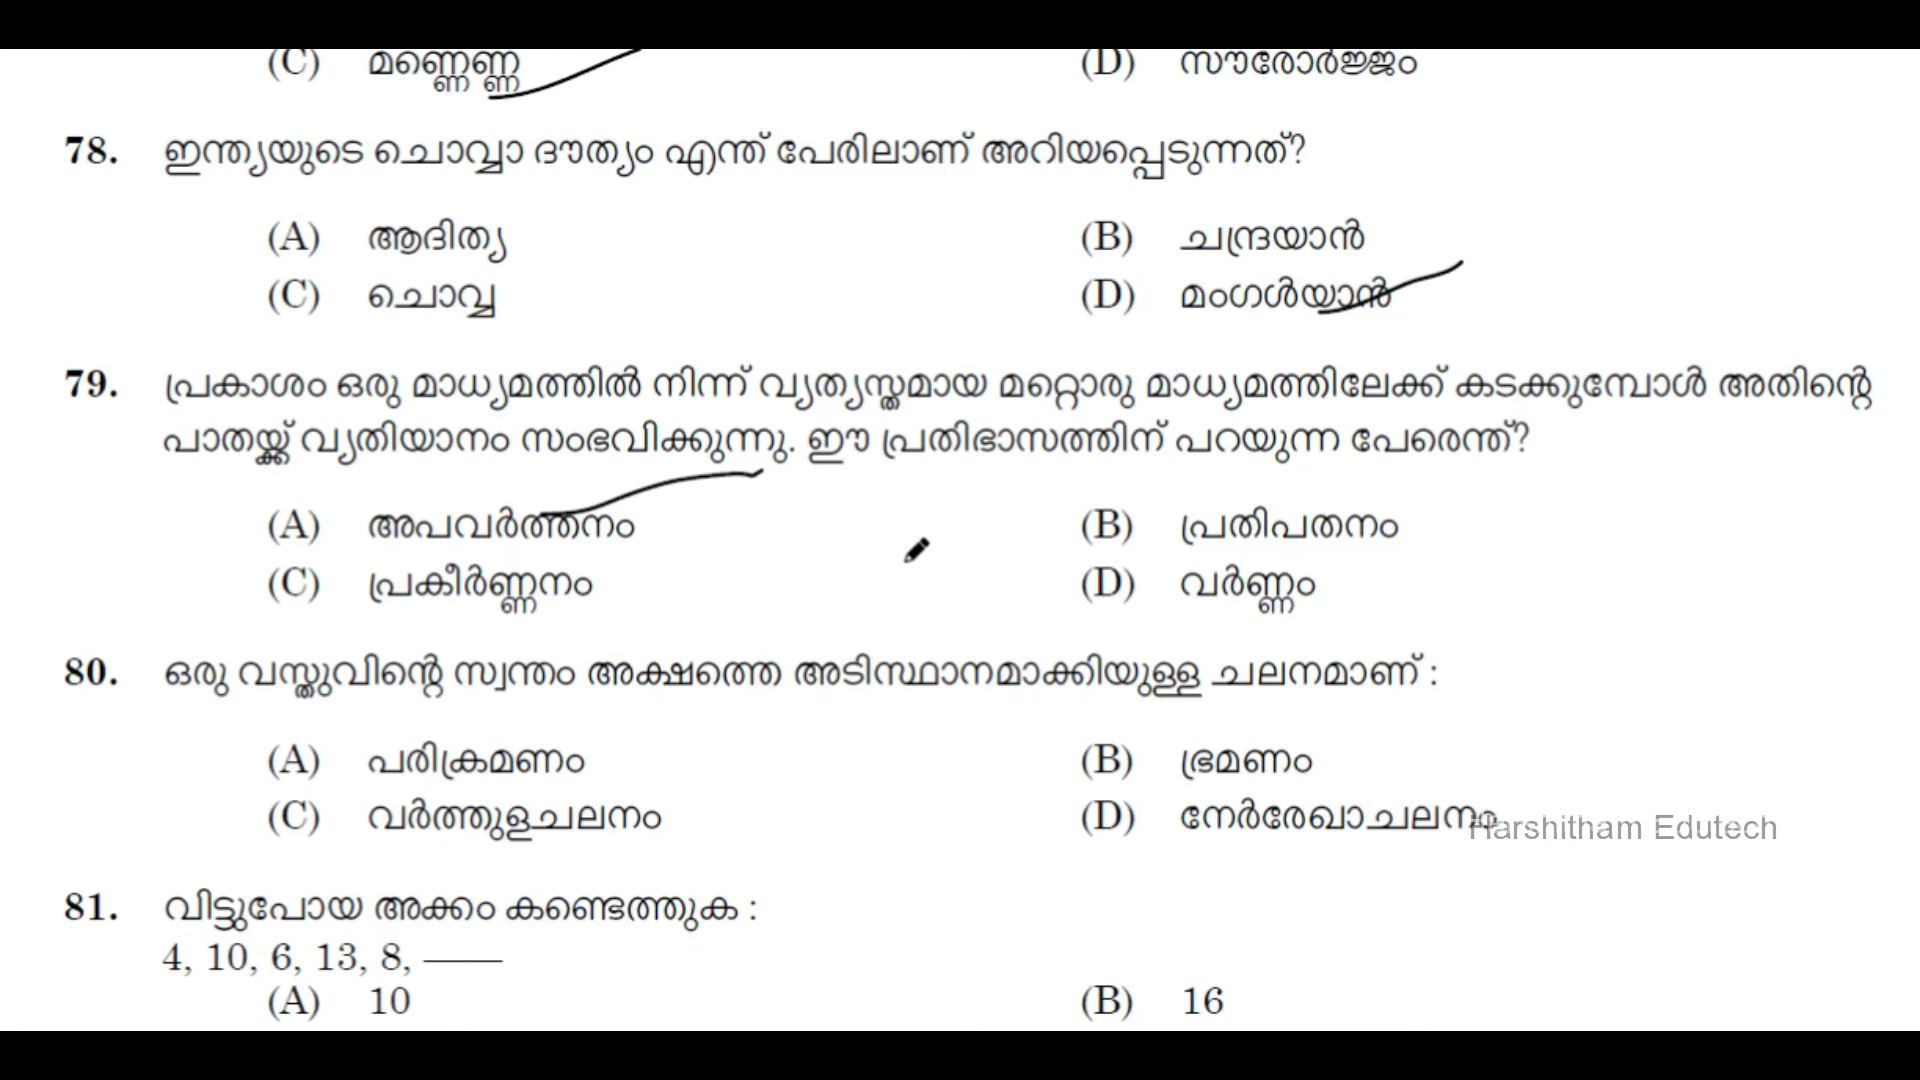 (C) മണ്ണെണ്ണ (D) സൗരോർജ്ജം
78. ഇന്ത്യയുടെ ചൊവ്വാ ദൗത്യം എന്ത് പേരിലാണ് അറിയപ്പെടുന്നത്?
(A) ആദിത്യ (B) ചന്ദ്രയാൻ
(C) ചൊവ്വ (D) മംഗൾയാൻ
79. പ്രകാശം ഒരു മാധ്യമത്തിൽ നിന്ന് വ്യത്യസ്തമായ മറ്റൊരു മാധ്യമത്തിലേക്ക് കടക്കുമ്പോൾ അതിന്റെ
പാതയ്ക്ക് വ്യതിയാനം സംഭവിക്കുന്നു. ഈ പ്രതിഭാസത്തിന് പറയുന്ന പേരെന്ത്?
(A) അപവർത്തനം (B) പ്രതിപതനം
(C) പ്രകീർണ്ണനം (D) വർണ്ണം
80. ഒരു വസ്തുവിന്റെ സ്വന്തം അക്ഷത്തെ അടിസ്ഥാനമാക്കിയുള്ള ചലനമാണ് :
(A) പരിക്രമണം (B) ഭ്രമണം
(C) വർത്തുളചലനം (D) നേർരേഖാചലനം
Harshitham Edutech
81. വിട്ടുപോയ അക്കം കണ്ടെത്തുക :
4, 10, 6, 13, 8, ——
(A) 10 (B) 16